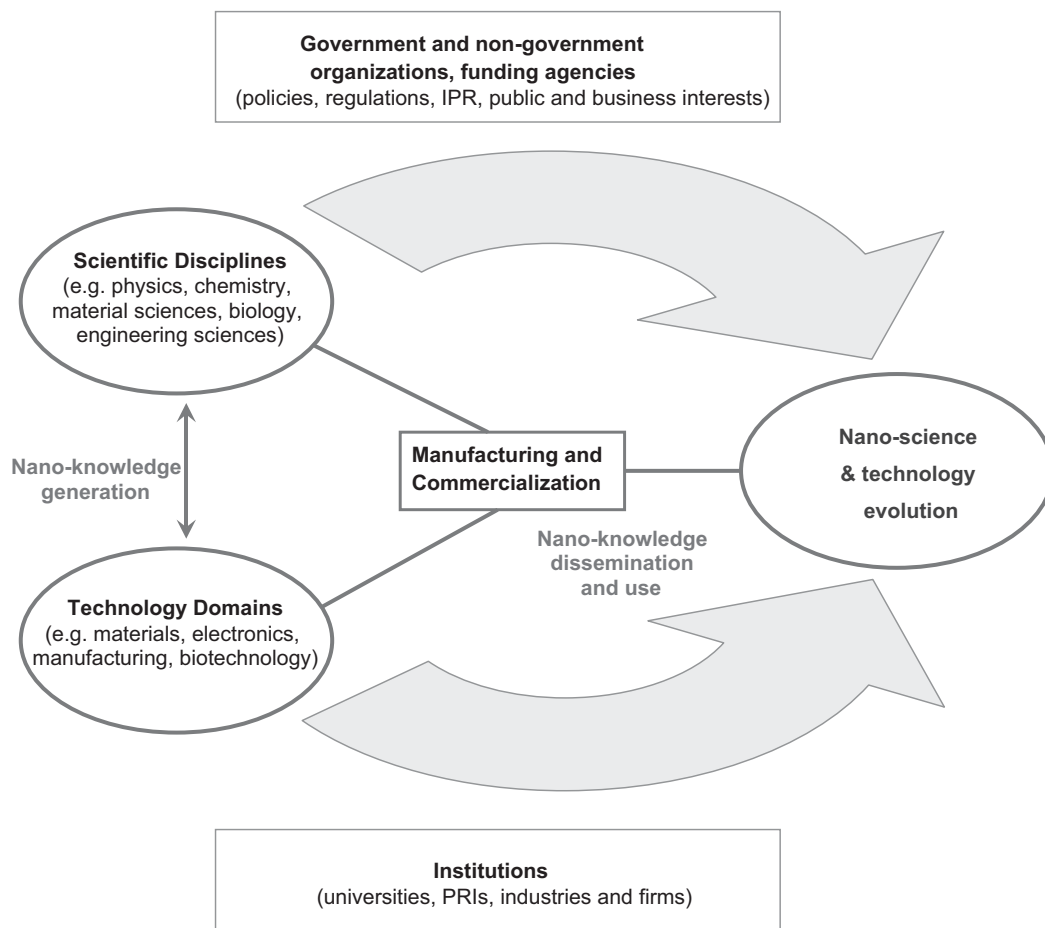 Government and non-government
organizations, funding agencies
(policies, regulations, IPR, public and business interests)
Scientific Disciplines
(e.g. physics, chemistry,
material sciences, biology,
engineering sciences)
Nano-knowledge
generation
Manufacturing and
Commercialization
Nano-science
& technology
evolution
Nano-knowledge
dissemination
and use
Technology Domains
(e.g. materials, electronics,
manufacturing, biotechnology)
Institutions
(universities, PRIs, industries and firms)